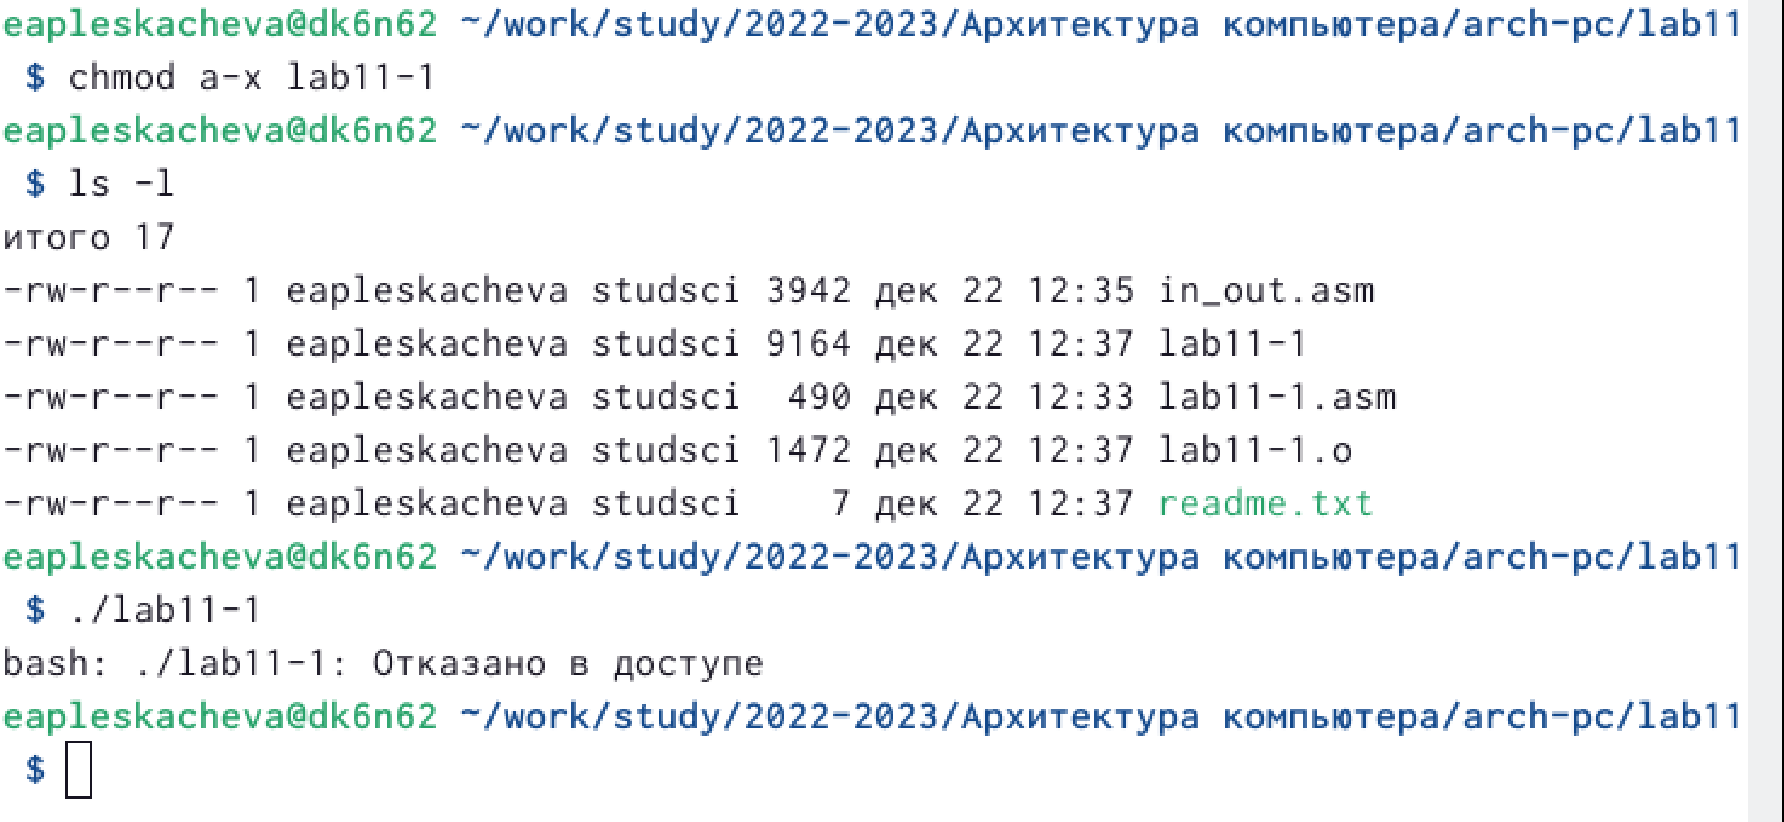 eapleskacheva@dk6n62 ~/work/study/2022-2023/Архитектура компьютера/arch-pc/lab11
$ chmod a-x lab11-1
eapleskacheva@dk6n62 ~/work/study/2022-2023/Архитектура компьютера/arch-pc/lab11
$ ls -l
итого 17
-rw-r--r-- 1 eapleskacheva studsci 3942 дек 22 12:35 in_out.asm
-rw-r--r-- 1 eapleskacheva studsci 9164 дек 22 12:37 lab11-1
-rw-r--r-- 1 eapleskacheva studsci  490 дек 22 12:33 lab11-1.asm
-rw-r--r-- 1 eapleskacheva studsci 1472 дек 22 12:37 lab11-1.o
-rw-r--r-- 1 eapleskacheva studsci    7 дек 22 12:37 readme.txt
eapleskacheva@dk6n62 ~/work/study/2022-2023/Архитектура компьютера/arch-pc/lab11
$ ./lab11-1
bash: ./lab11-1: Отказано в доступе
eapleskacheva@dk6n62 ~/work/study/2022-2023/Архитектура компьютера/arch-pc/lab11
$